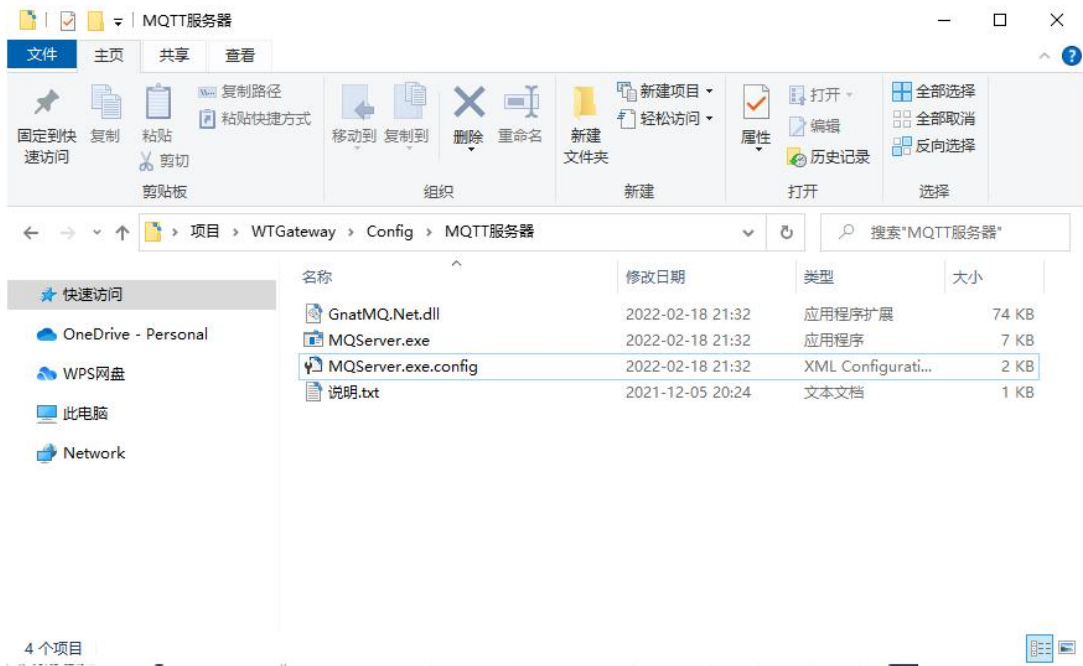 MQTT服务器
文件 主页 共享 查看
固定到快速访问
复制
粘贴
复制路径
粘贴快捷方式
剪切
剪贴板
移动到
复制到
删除
重命名
组织
新建文件夹
新建项目
轻松访问
新建
属性
打开
编辑
历史记录
打开
全部选择
全部取消
反向选择
选择
项目 › WTGateway › Config › MQTT服务器
搜索"MQTT服务器"
快速访问
OneDrive - Personal
WPS网盘
此电脑
Network
名称 修改日期 类型 大小
GnatMQ.Net.dll 2022-02-18 21:32 应用程序扩展 74 KB
MQServer.exe 2022-02-18 21:32 应用程序 7 KB
MQServer.exe.config 2022-02-18 21:32 XML Configurati... 2 KB
说明.txt 2021-12-05 20:24 文本文档 1 KB
4 个项目